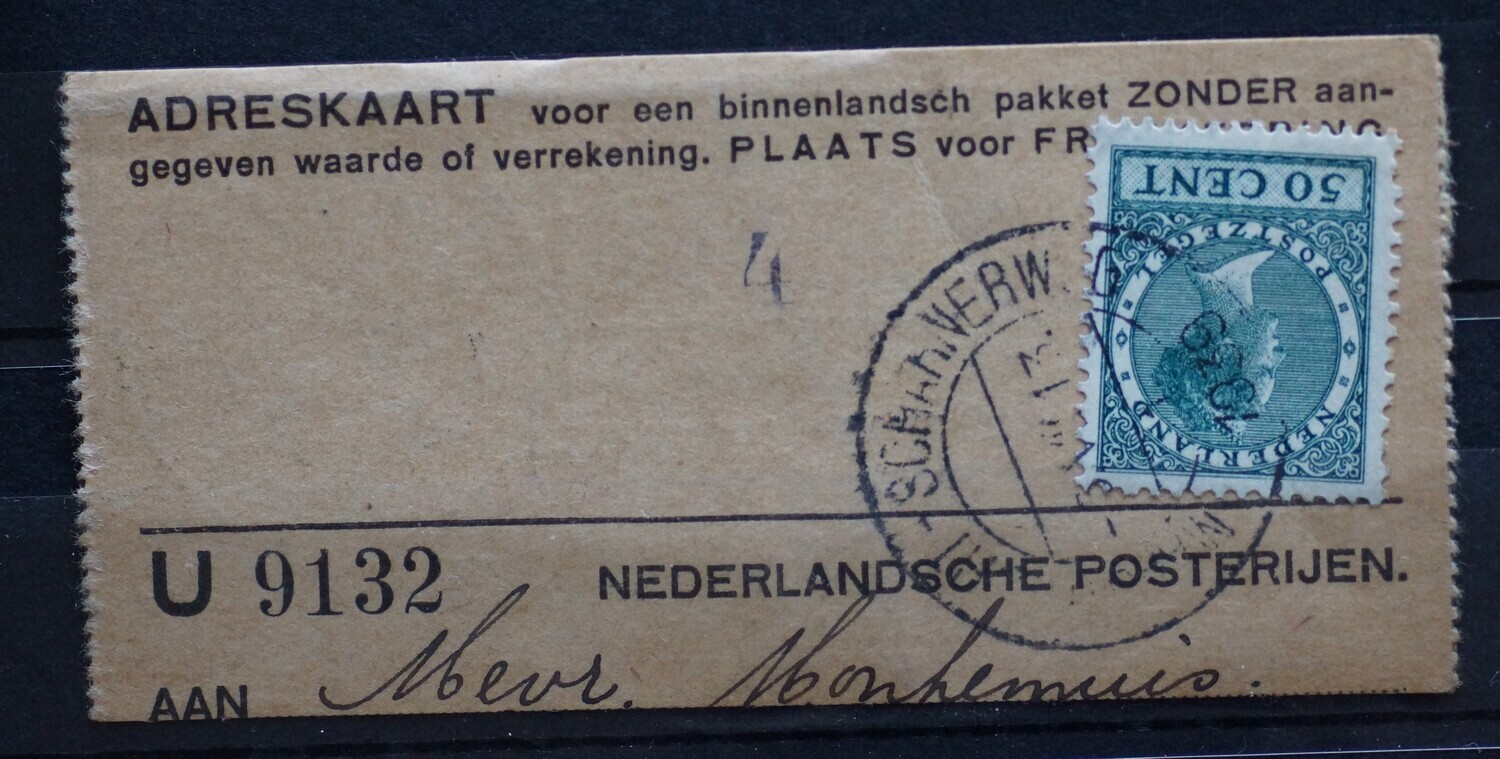 ADRESKAART voor een binnenlandsch pakket ZONDER aan-
gegeven waarde of verrekening. PLAATS voor FR
50 CENT
POSTZEGEL
NEDERLAND
4
U 9132
NEDERLANDSCHE POSTERIJEN.
AAN Mevr.